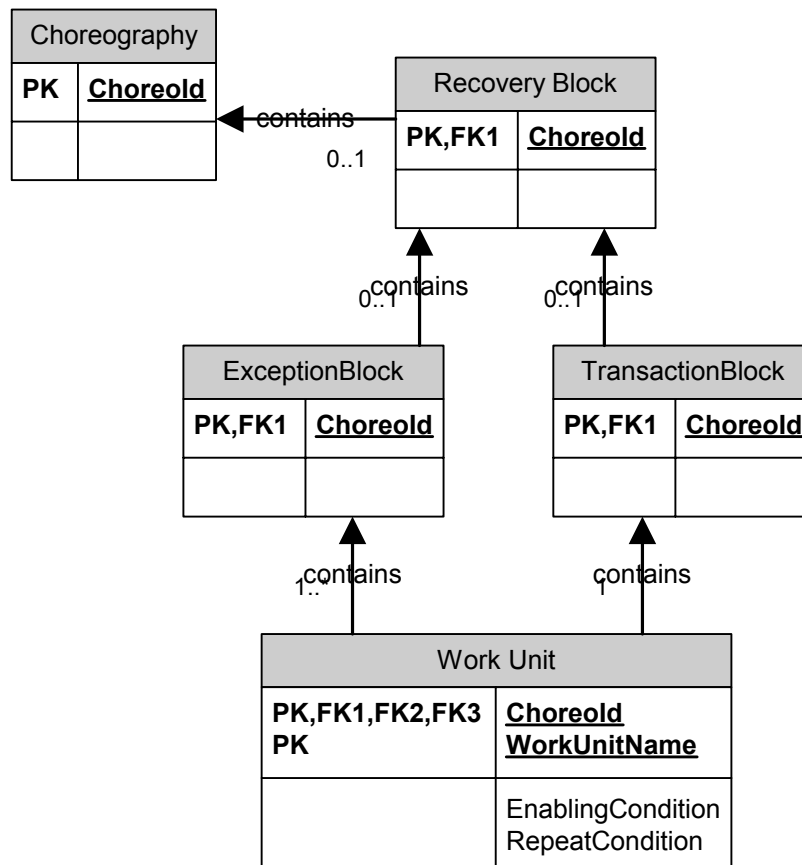 Choreography
PK ChoreoId
Recovery Block
PK,FK1 ChoreoId
contains
0..1
contains
0..1
contains
0..1
ExceptionBlock
PK,FK1 ChoreoId
TransactionBlock
PK,FK1 ChoreoId
contains
1..*
contains
1
Work Unit
PK,FK1,FK2,FK3 ChoreoId
PK WorkUnitName
EnablingCondition
RepeatCondition